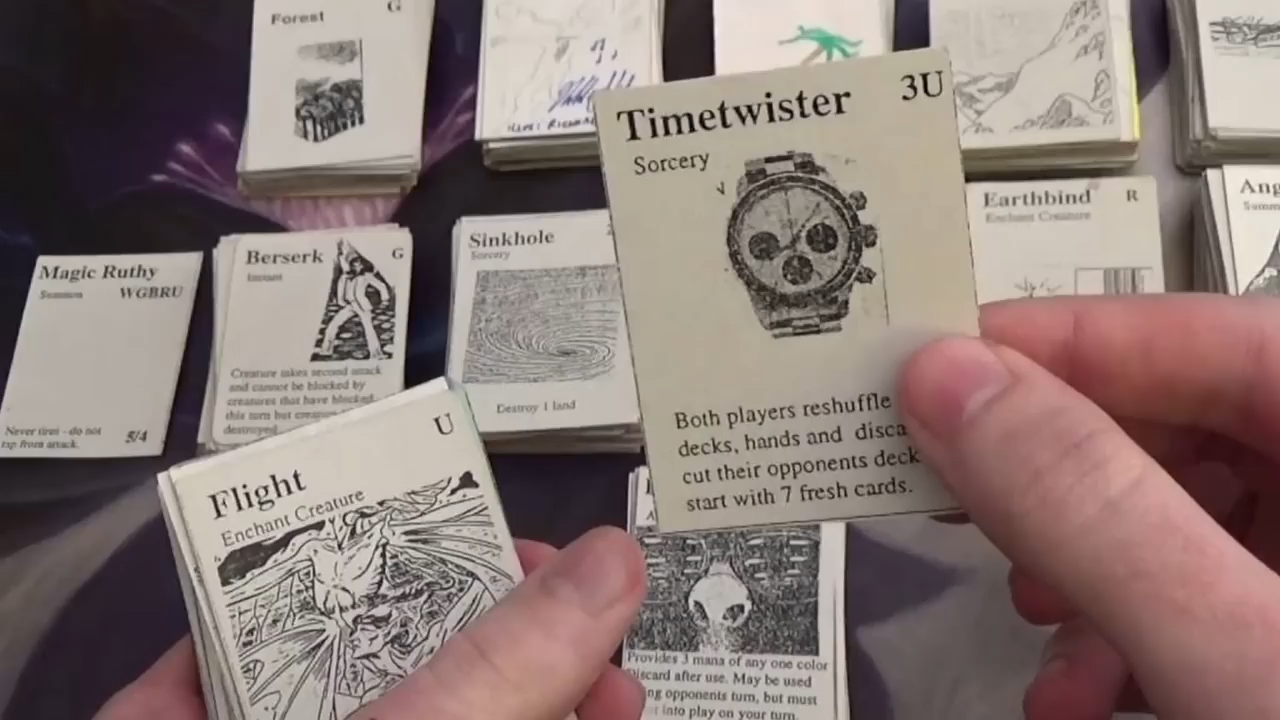 Forest G
Timetwister 3U
Sorcery
Both players reshuffle
decks, hands and
cut their opponents deck
start with 7 fresh cards.
Earthbind R
Enchant Creature
Magic Ruthy
Summon WGBRU
Never tires - do not
tap from attack. 5/4
Berserk G
Instant
Creature takes second attack
and cannot be blocked by
creatures that have blocked
this turn but
destroyed
Sinkhole
Sorcery
Destroy 1 land
Flight U
Enchant Creature
Provides 3 mana of any one color
Discard after use. May be used
opponents turn, but must
into play on your turn.